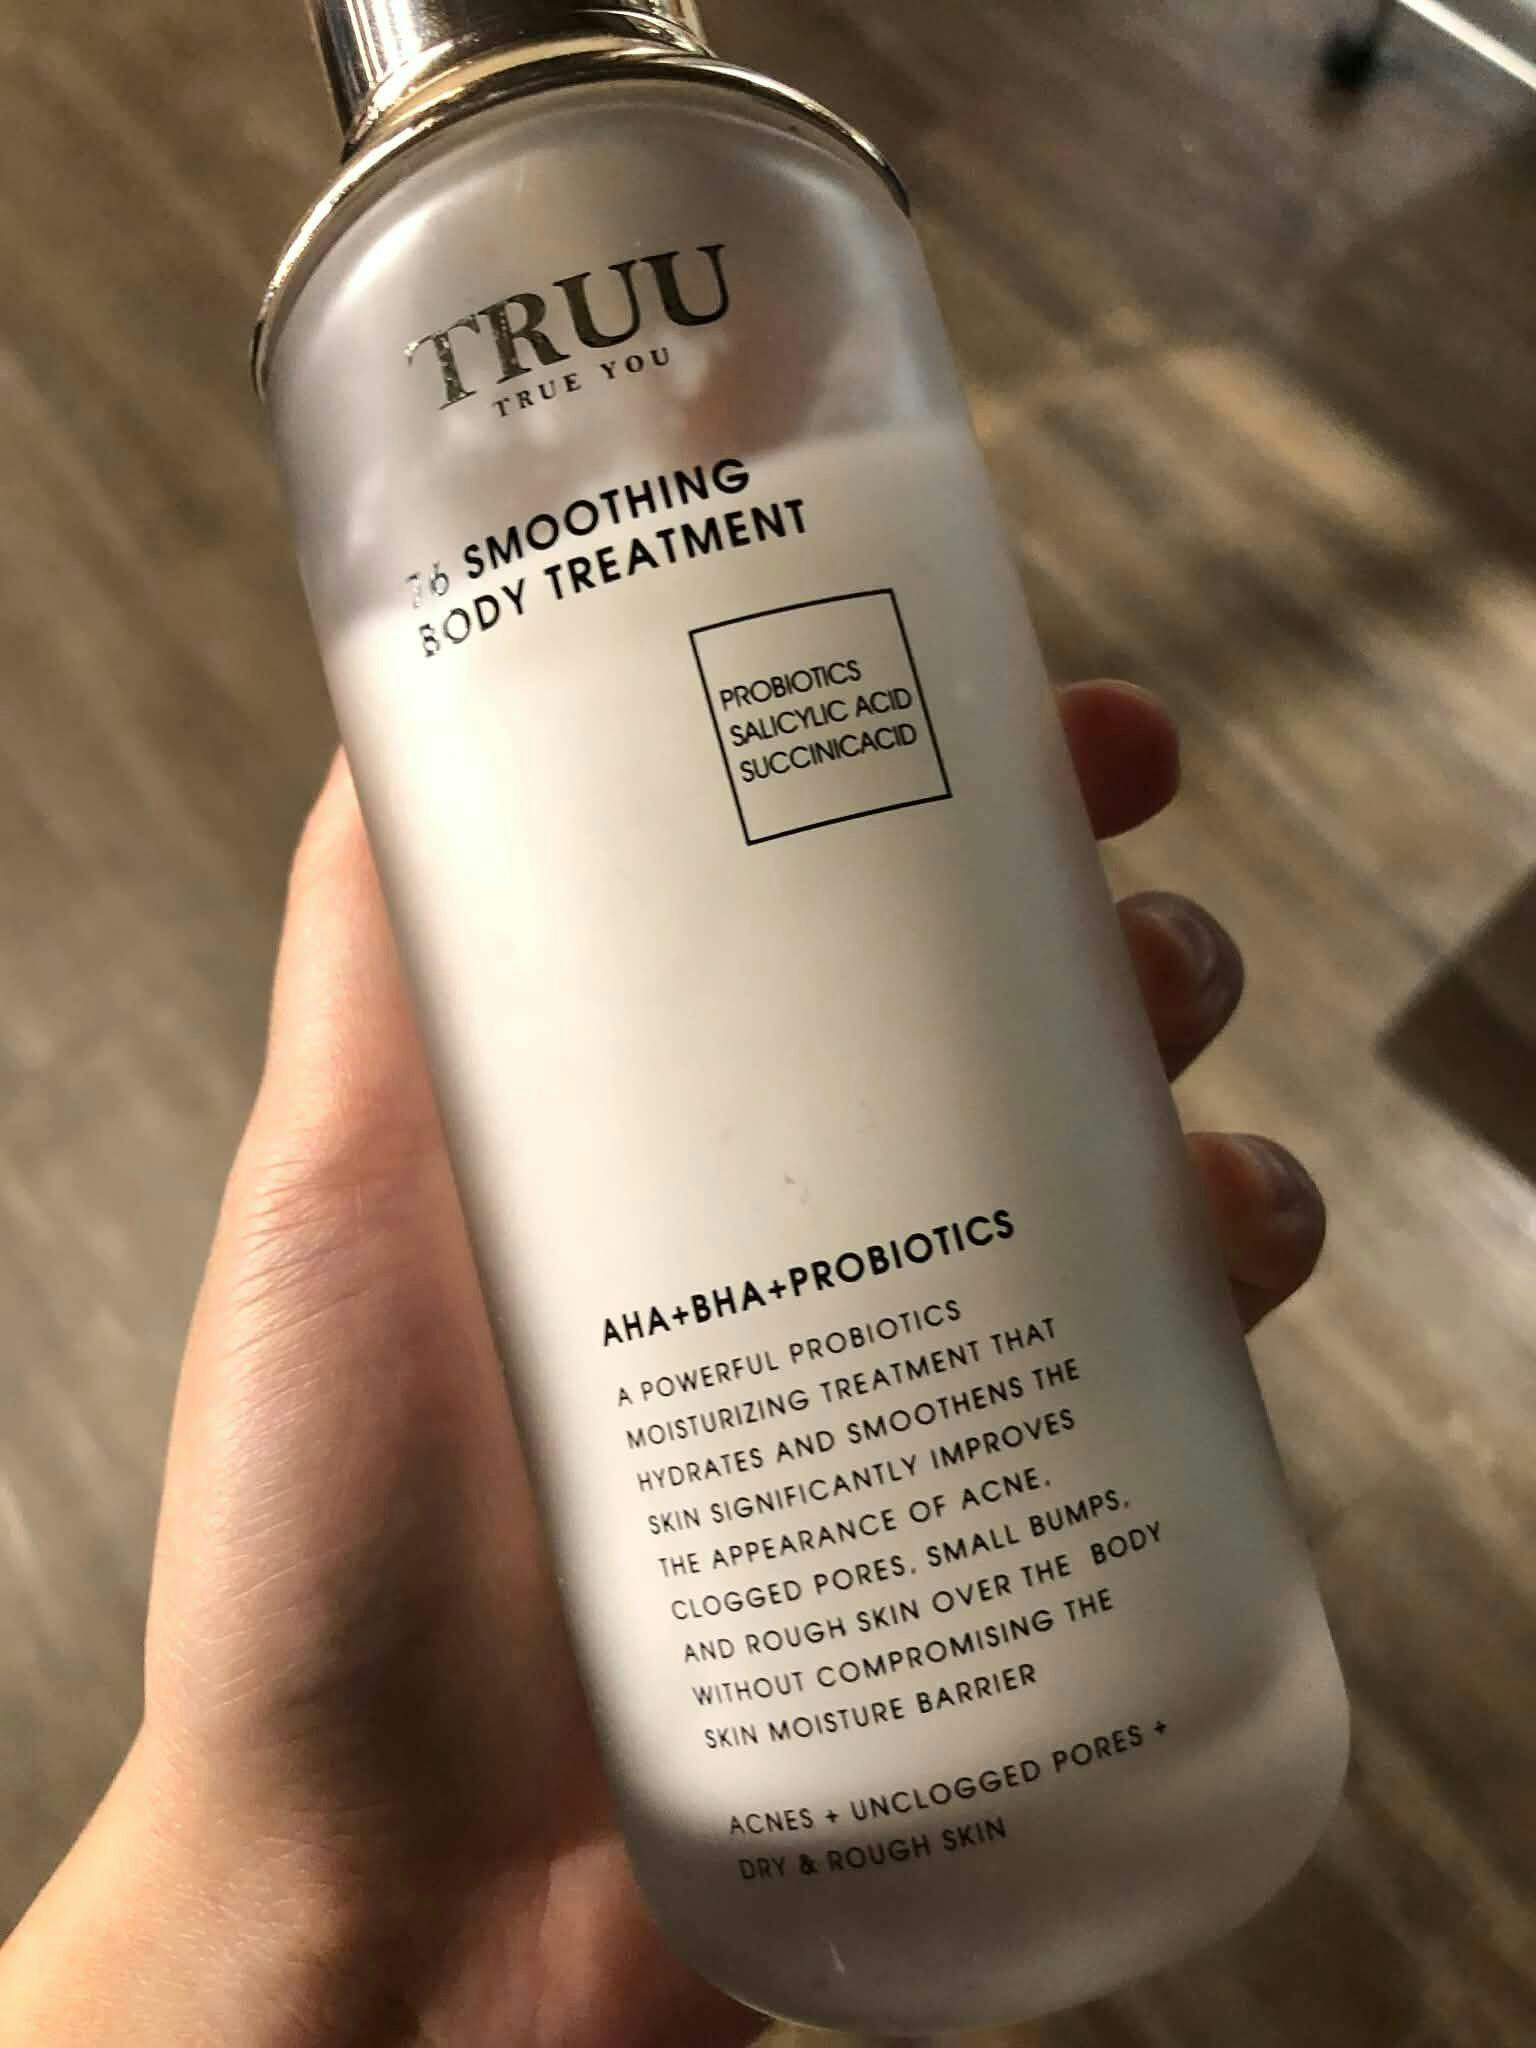 TRUU
TRUE YOU
76 SMOOTHING
BODY TREATMENT
PROBIOTICS
SALICYLIC ACID
SUCCINICACID
AHA+BHA+PROBIOTICS
A POWERFUL PROBIOTICS
MOISTURIZING TREATMENT THAT
HYDRATES AND SMOOTHENS THE
SKIN SIGNIFICANTLY IMPROVES
THE APPEARANCE OF ACNE,
CLOGGED PORES, SMALL BUMPS,
AND ROUGH SKIN OVER THE BODY
WITHOUT COMPROMISING THE
SKIN MOISTURE BARRIER
ACNES + UNCLOGGED PORES +
DRY & ROUGH SKIN